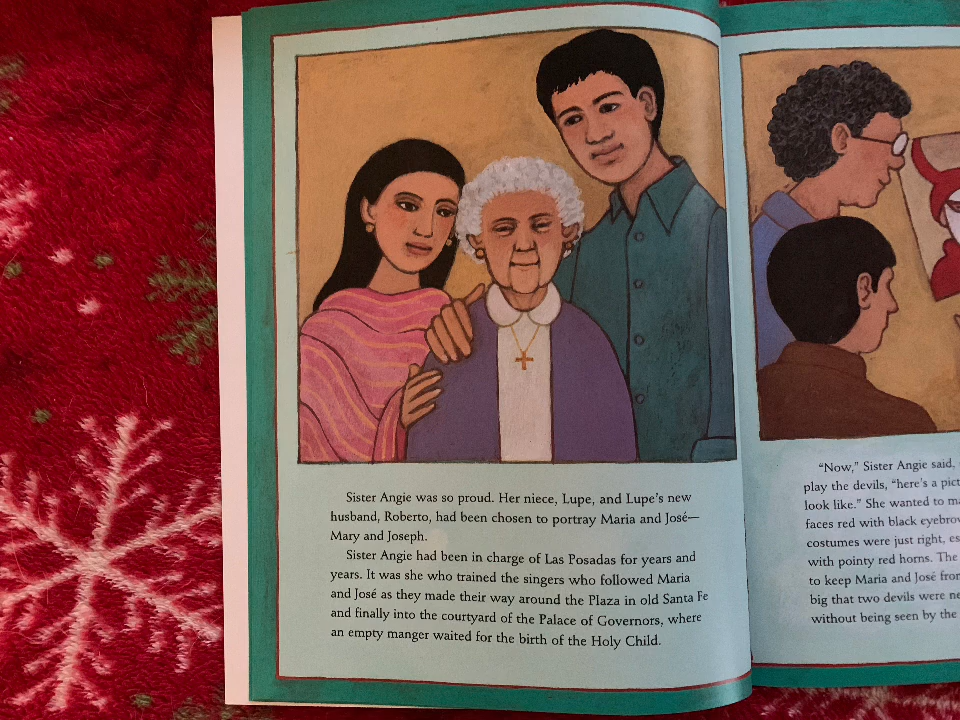 Sister Angie was so proud. Her niece, Lupe, and Lupe's new
husband, Roberto, had been chosen to portray Maria and José—
Mary and Joseph.
Sister Angie had been in charge of Las Posadas for years and
years. It was she who trained the singers who followed Maria
and José as they made their way around the Plaza in old Santa Fe
and finally into the courtyard of the Palace of Governors, where
an empty manger waited for the birth of the Holy Child.
"Now," Sister Angie said,
play the devils, "here's a pict
look like." She wanted to ma
faces red with black eyebrow
costumes were just right, es
with pointy red horns. The
to keep Maria and José from
big that two devils were ne
without being seen by the